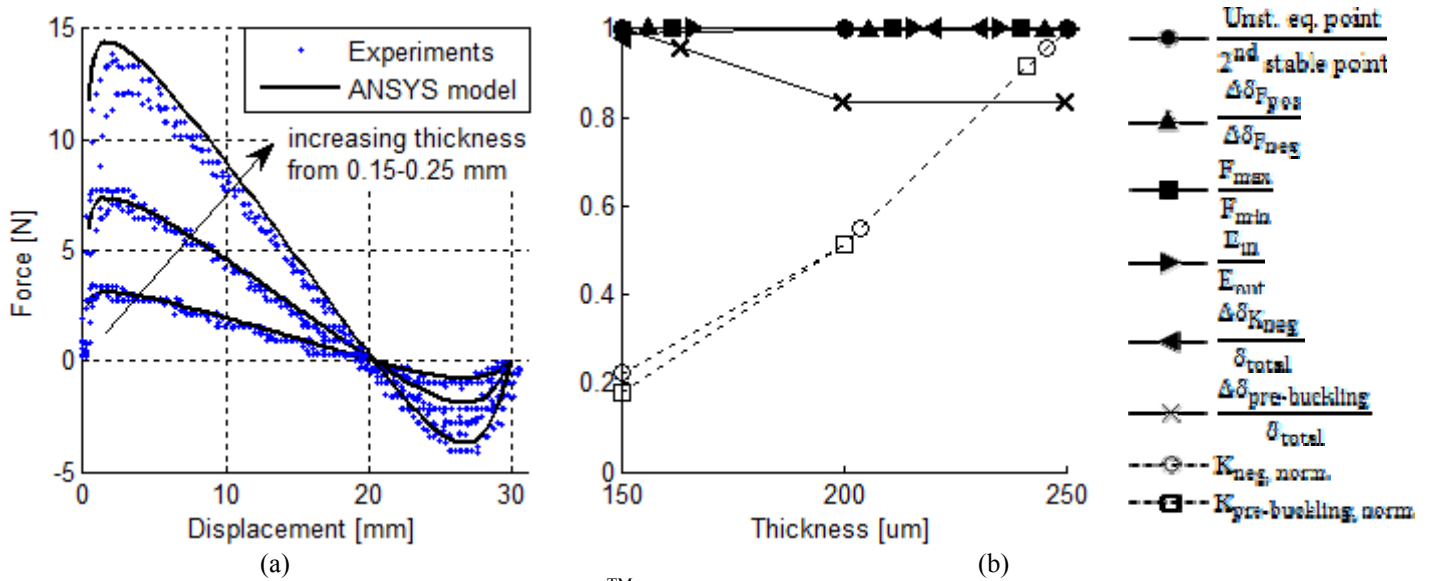 15
10
5
0
-5
0
10
20
30
Force [N]
Displacement [mm]
Experiments
ANSYS model
increasing thickness
from 0.15-0.25 mm
(a)
TM
1
0.8
0.6
0.4
0.2
0
150
200
250
Thickness [um]
(b)
Unst. eq. point
2nd stable point
ΔδFpos
ΔδFneg
Fmax
Fmin
Ein
Eout
ΔδKneg
δtotal
Δδpre-buckling
δtotal
Kneg, norm.
Kpre-buckling, norm